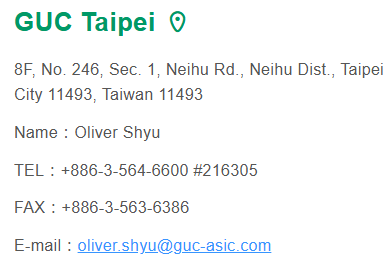 GUC Taipei
8F, No. 246, Sec. 1, Neihu Rd., Neihu Dist., Taipei
City 11493, Taiwan 11493
Name：Oliver Shyu
TEL：+886-3-564-6600 #216305
FAX：+886-3-563-6386
E-mail：oliver.shyu@guc-asic.com